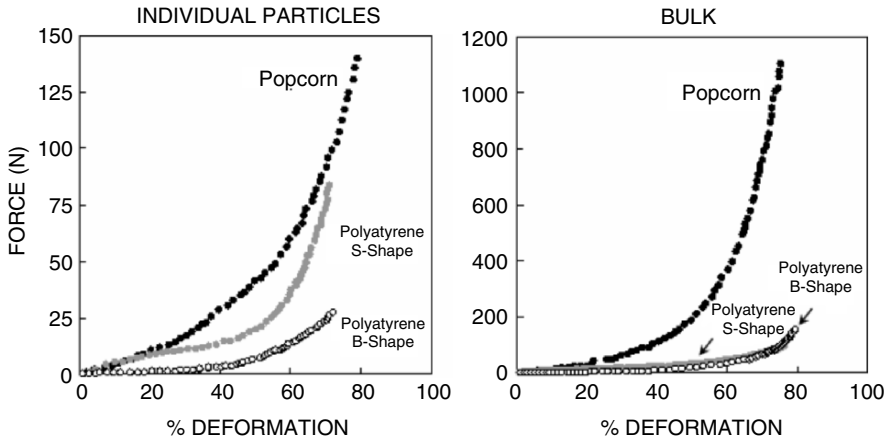 INDIVIDUAL PARTICLES
150
125
100
75
50
25
0
0 20 40 60 80 100
FORCE (N)
% DEFORMATION
Popcorn
Polyatyrene
S-Shape
Polyatyrene
B-Shape
BULK
1200
1000
800
600
400
200
0
0 20 40 60 80 100
% DEFORMATION
Popcorn
Polyatyrene
B-Shape
Polyatyrene
S-Shape